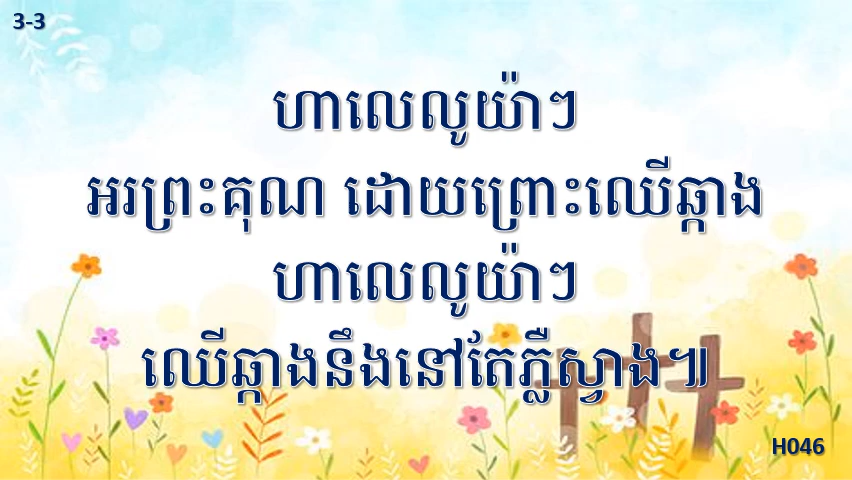 3-3
ហាលេលូយ៉ាៗ
អរព្រះគុណ ដោយព្រោះឈើឆ្កាង
ហាលេលូយ៉ាៗ
ឈើឆ្កាងនឹងនៅតែភ្លឺស្វាង៕
H046